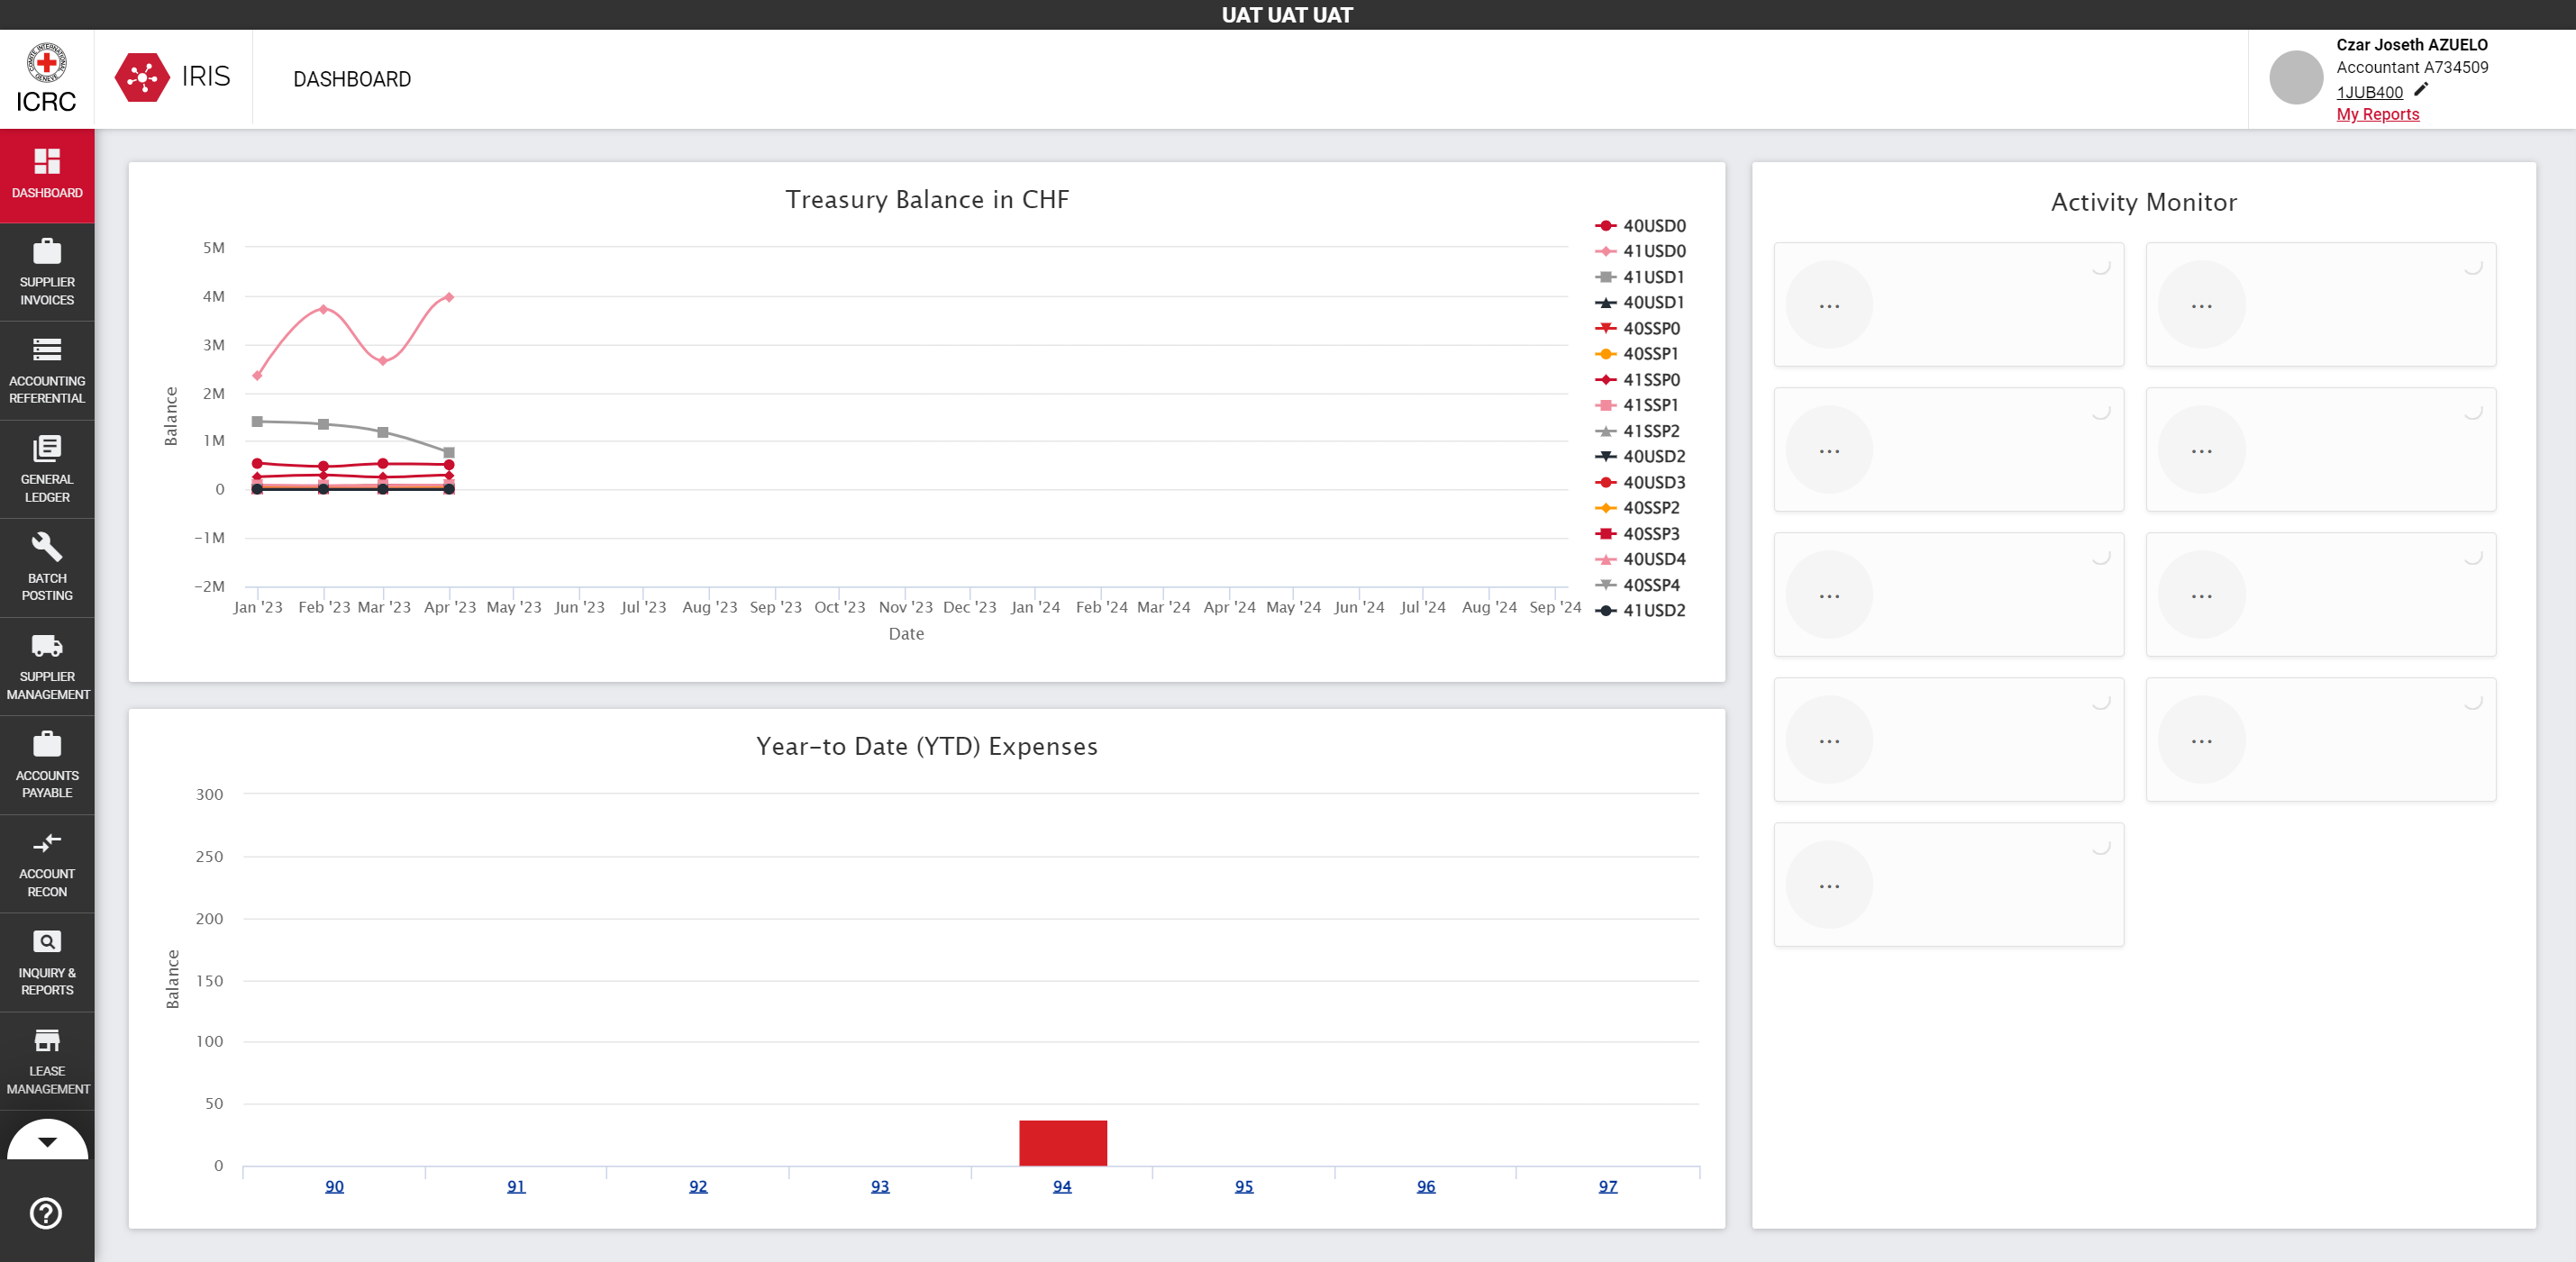 UAT UAT UAT
COMITE INTERNATIONAL GENEVE
ICRC
IRIS
DASHBOARD
Czar Joseth AZUELO
Accountant A734509
1JUB400
My Reports
DASHBOARD
SUPPLIER
INVOICES
ACCOUNTING
REFERENTIAL
GENERAL
LEDGER
BATCH
POSTING
SUPPLIER
MANAGEMENT
ACCOUNTS
PAYABLE
ACCOUNT
RECON
INQUIRY &
REPORTS
LEASE
MANAGEMENT
Treasury Balance in CHF
5M
4M
3M
2M
1M
0
-1M
-2M
Balance
Jan '23 Feb '23 Mar '23 Apr '23 May '23 Jun '23 Jul '23 Aug '23 Sep '23 Oct '23 Nov '23 Dec '23 Jan '24 Feb '24 Mar '24 Apr '24 May '24 Jun '24 Jul '24 Aug '24 Sep '24
Date
40USD0
41USD0
41USD1
40USD1
40SSP0
40SSP1
41SSP0
41SSP1
41SSP2
40USD2
40USD3
40SSP2
40SSP3
40USD4
40SSP4
41USD2
Year-to Date (YTD) Expenses
300
250
200
150
100
50
0
Balance
90 91 92 93 94 95 96 97
Activity Monitor
... ...
... ...
... ...
... ...
...